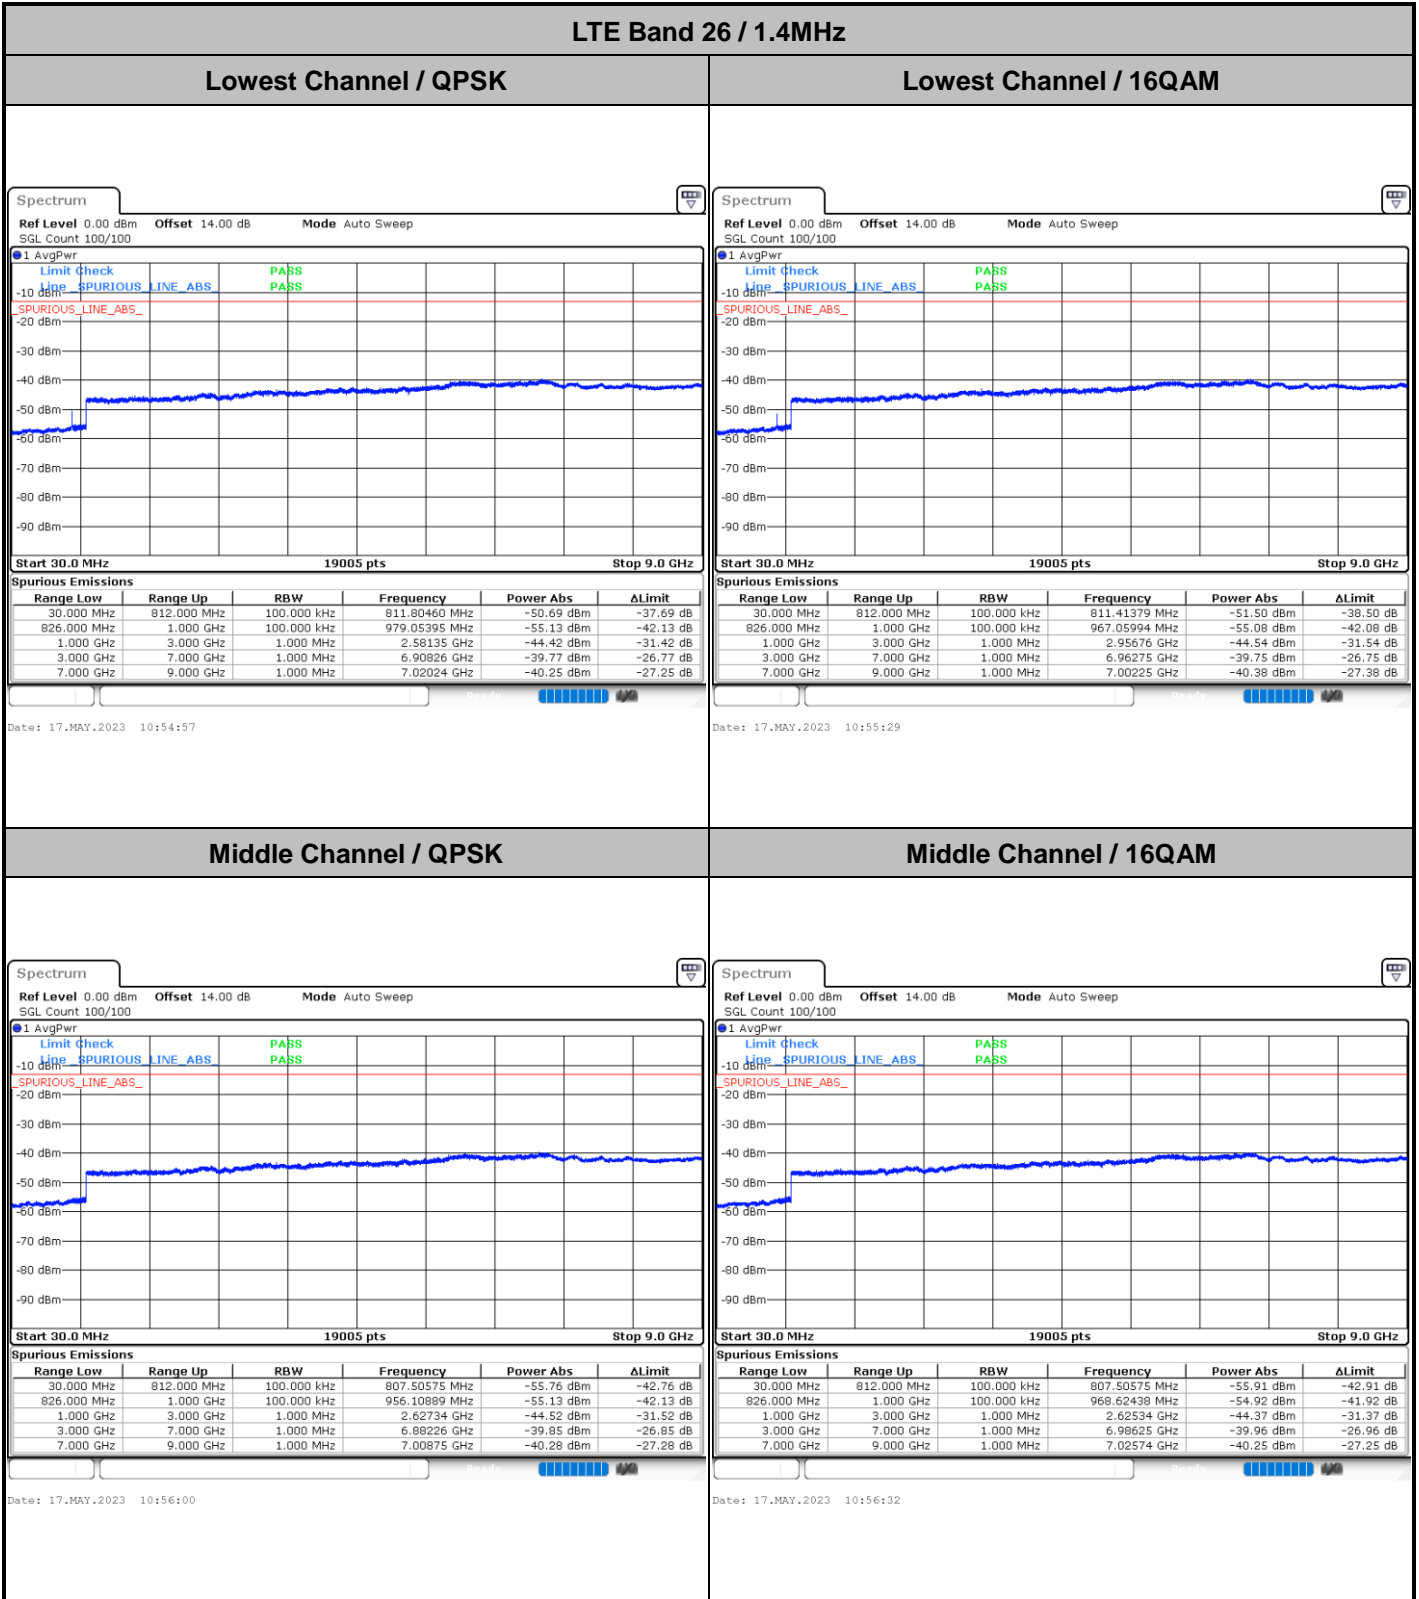 LTE Band 26 / 1.4MHz
Lowest Channel / QPSK
Lowest Channel / 16QAM
Spectrum
Ref Level 0.00 dBm Offset 14.00 dB Mode Auto Sweep
SGL Count 100/100
1 AvgPwr
Limit Check PASS
Line _SPURIOUS_LINE_ABS_ PASS
-10 dBm
_SPURIOUS_LINE_ABS_
-20 dBm
-30 dBm
-40 dBm
-50 dBm
-60 dBm
-70 dBm
-80 dBm
-90 dBm
Start 30.0 MHz 19005 pts Stop 9.0 GHz
Spurious Emissions
Range Low Range Up RBW Frequency Power Abs ΔLimit
30.000 MHz 812.000 MHz 100.000 kHz 811.80460 MHz -50.69 dBm -37.69 dB
826.000 MHz 1.000 GHz 100.000 kHz 979.05395 MHz -55.13 dBm -42.13 dB
1.000 GHz 3.000 GHz 1.000 MHz 2.58135 GHz -44.42 dBm -31.42 dB
3.000 GHz 7.000 GHz 1.000 MHz 6.90826 GHz -39.77 dBm -26.77 dB
7.000 GHz 9.000 GHz 1.000 MHz 7.02024 GHz -40.25 dBm -27.25 dB
Ready
Date: 17.MAY.2023 10:54:57
Spectrum
Ref Level 0.00 dBm Offset 14.00 dB Mode Auto Sweep
SGL Count 100/100
1 AvgPwr
Limit Check PASS
Line _SPURIOUS_LINE_ABS_ PASS
-10 dBm
_SPURIOUS_LINE_ABS_
-20 dBm
-30 dBm
-40 dBm
-50 dBm
-60 dBm
-70 dBm
-80 dBm
-90 dBm
Start 30.0 MHz 19005 pts Stop 9.0 GHz
Spurious Emissions
Range Low Range Up RBW Frequency Power Abs ΔLimit
30.000 MHz 812.000 MHz 100.000 kHz 811.41379 MHz -51.50 dBm -38.50 dB
826.000 MHz 1.000 GHz 100.000 kHz 967.05994 MHz -55.08 dBm -42.08 dB
1.000 GHz 3.000 GHz 1.000 MHz 2.95676 GHz -44.54 dBm -31.54 dB
3.000 GHz 7.000 GHz 1.000 MHz 6.96275 GHz -39.75 dBm -26.75 dB
7.000 GHz 9.000 GHz 1.000 MHz 7.00225 GHz -40.38 dBm -27.38 dB
Ready
Date: 17.MAY.2023 10:55:29
Middle Channel / QPSK
Middle Channel / 16QAM
Spectrum
Ref Level 0.00 dBm Offset 14.00 dB Mode Auto Sweep
SGL Count 100/100
1 AvgPwr
Limit Check PASS
Line _SPURIOUS_LINE_ABS_ PASS
-10 dBm
_SPURIOUS_LINE_ABS_
-20 dBm
-30 dBm
-40 dBm
-50 dBm
-60 dBm
-70 dBm
-80 dBm
-90 dBm
Start 30.0 MHz 19005 pts Stop 9.0 GHz
Spurious Emissions
Range Low Range Up RBW Frequency Power Abs ΔLimit
30.000 MHz 812.000 MHz 100.000 kHz 807.50575 MHz -55.76 dBm -42.76 dB
826.000 MHz 1.000 GHz 100.000 kHz 956.10889 MHz -55.13 dBm -42.13 dB
1.000 GHz 3.000 GHz 1.000 MHz 2.62734 GHz -44.52 dBm -31.52 dB
3.000 GHz 7.000 GHz 1.000 MHz 6.88226 GHz -39.85 dBm -26.85 dB
7.000 GHz 9.000 GHz 1.000 MHz 7.00875 GHz -40.28 dBm -27.28 dB
Ready
Date: 17.MAY.2023 10:56:00
Spectrum
Ref Level 0.00 dBm Offset 14.00 dB Mode Auto Sweep
SGL Count 100/100
1 AvgPwr
Limit Check PASS
Line _SPURIOUS_LINE_ABS_ PASS
-10 dBm
_SPURIOUS_LINE_ABS_
-20 dBm
-30 dBm
-40 dBm
-50 dBm
-60 dBm
-70 dBm
-80 dBm
-90 dBm
Start 30.0 MHz 19005 pts Stop 9.0 GHz
Spurious Emissions
Range Low Range Up RBW Frequency Power Abs ΔLimit
30.000 MHz 812.000 MHz 100.000 kHz 807.50575 MHz -55.91 dBm -42.91 dB
826.000 MHz 1.000 GHz 100.000 kHz 968.62438 MHz -54.92 dBm -41.92 dB
1.000 GHz 3.000 GHz 1.000 MHz 2.62534 GHz -44.37 dBm -31.37 dB
3.000 GHz 7.000 GHz 1.000 MHz 6.98625 GHz -39.96 dBm -26.96 dB
7.000 GHz 9.000 GHz 1.000 MHz 7.02574 GHz -40.25 dBm -27.25 dB
Ready
Date: 17.MAY.2023 10:56:32